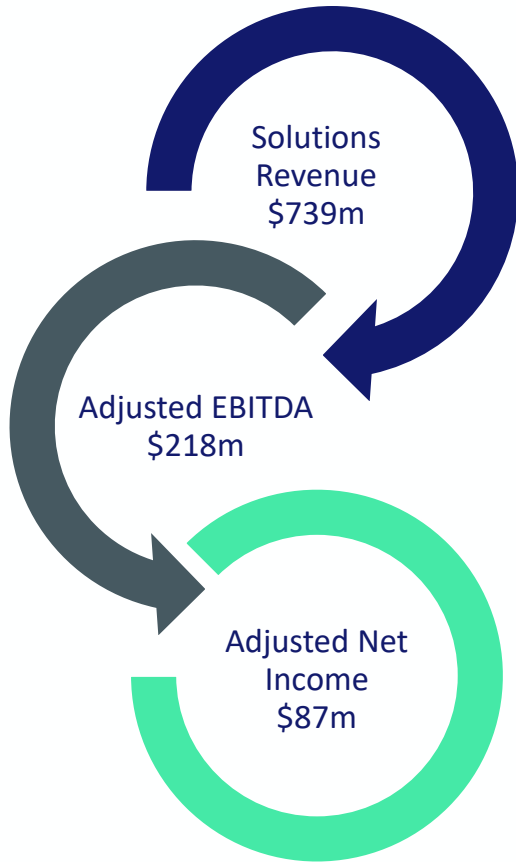 Solutions
Revenue
$739m
Adjusted EBITDA
$218m
Adjusted Net
Income
$87m